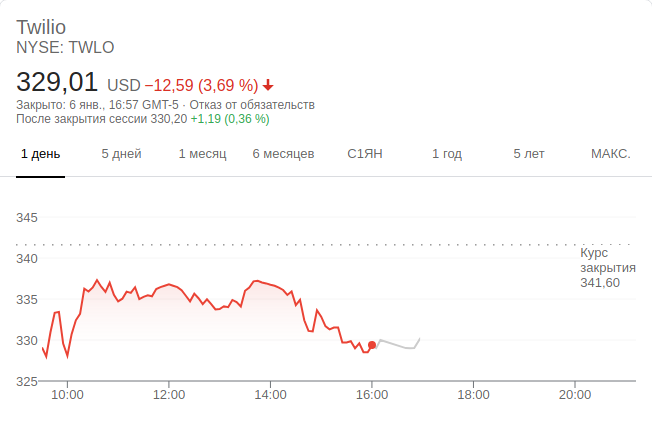 Twilio
NYSE: TWLO
329,01 USD −12,59 (3,69 %)
Закрыто: 6 янв., 16:57 GMT-5 · Отказ от обязательств
После закрытия сессии 330,20 +1,19 (0,36 %)
1 день 5 дней 1 месяц 6 месяцев С1ЯН 1 год 5 лет МАКС.
345
340
335
330
325
Курс
закрытия
341,60
10:00 12:00 14:00 16:00 18:00 20:00